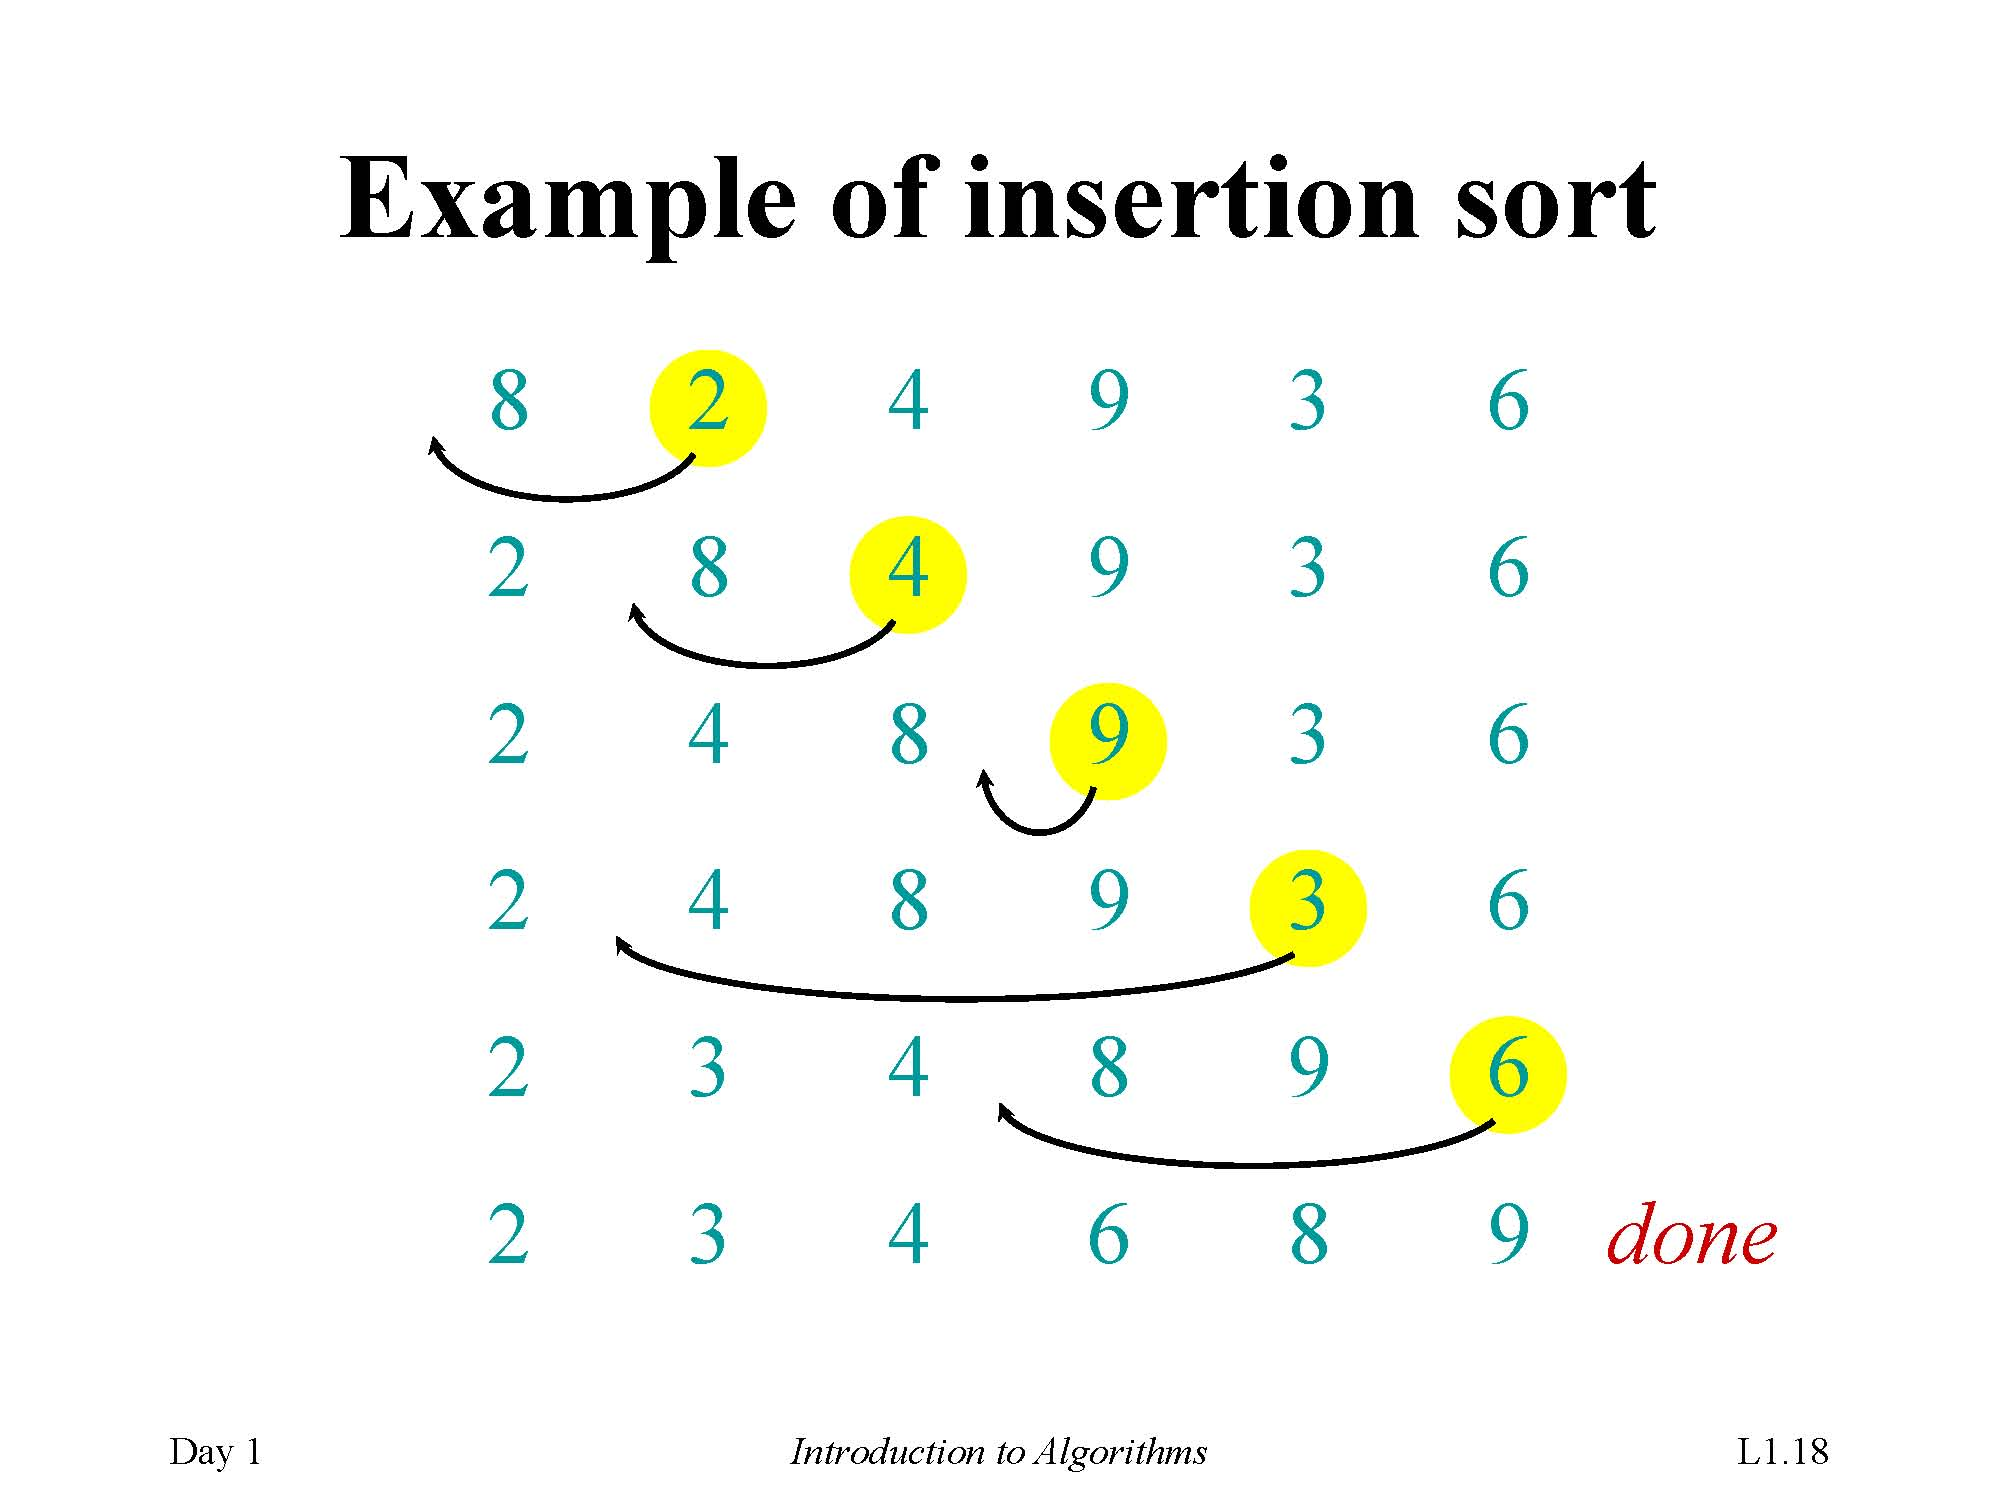 Example of insertion sort
8 2 4 9 3 6
2 8 4 9 3 6
2 4 8 9 3 6
2 4 8 9 3 6
2 3 4 8 9 6
2 3 4 6 8 9 done
Day 1 Introduction to Algorithms L1.18